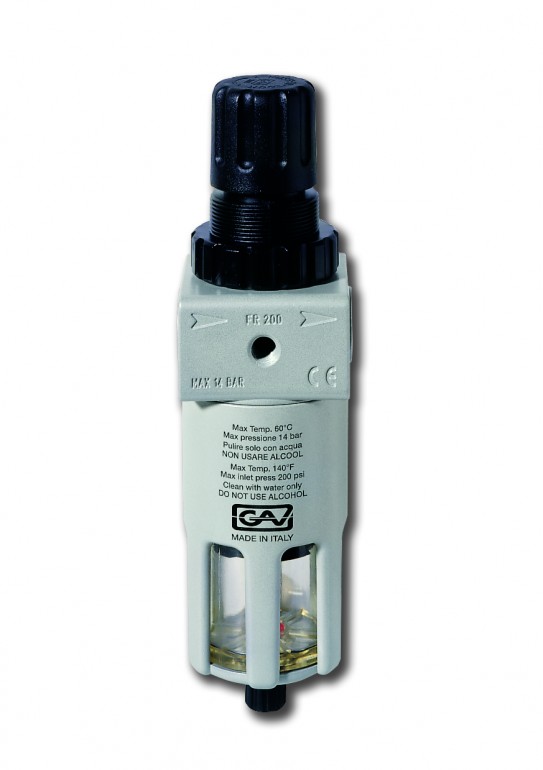 FR 200
MAX 14 BAR
CE
Max Temp. 60°C
Max pressione 14 bar
Pulire solo con acqua
NON USARE ALCOOL
Max Temp. 140°F
Max inlet press 200 psi
Clean with water only
DO NOT USE ALCOHOL
GAV
MADE IN ITALY